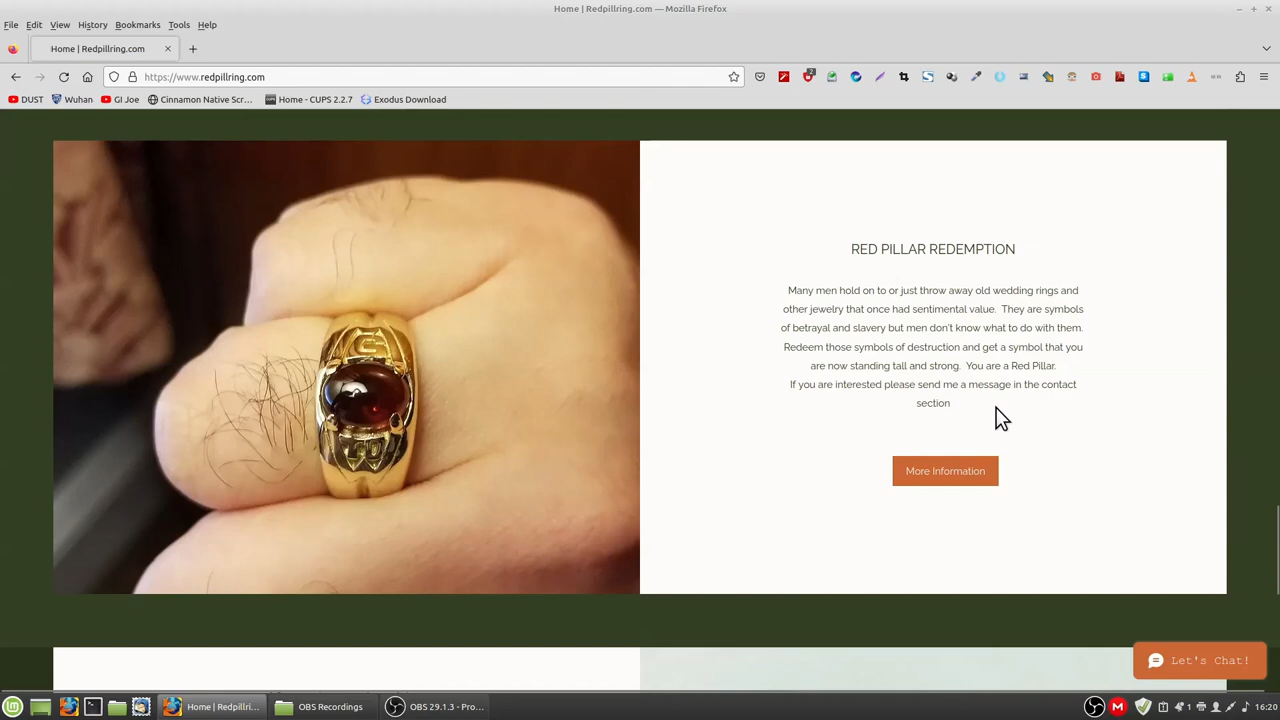 Home | Redpillring.com — Mozilla Firefox
File Edit View History Bookmarks Tools Help
Home | Redpillring.com
https://www.redpillring.com
DUST Wuhan GI Joe Cinnamon Native Scr… Home - CUPS 2.2.7 Exodus Download
RED PILLAR REDEMPTION
Many men hold on to or just throw away old wedding rings and
other jewelry that once had sentimental value. They are symbols
of betrayal and slavery but men don't know what to do with them.
Redeem those symbols of destruction and get a symbol that you
are now standing tall and strong. You are a Red Pillar.
If you are interested please send me a message in the contact
section
More Information
Let's Chat!
Home | Redpillri… OBS Recordings OBS 29.1.3 - Pro… 1 16:20